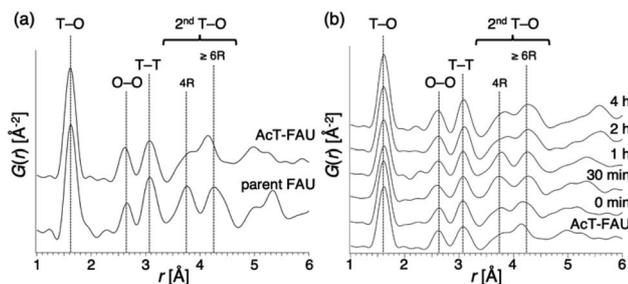 (a)
T–O
2nd T–O
≥ 6R
T–T
O–O
4R
AcT-FAU
parent FAU
G(r) [Å-2]
1 2 3 4 5 6
r [Å]
(b)
T–O
2nd T–O
≥ 6R
T–T
O–O
4R
4 h
2 h
1 h
30 min
0 min
AcT-FAU
G(r) [Å-2]
1 2 3 4 5 6
r [Å]